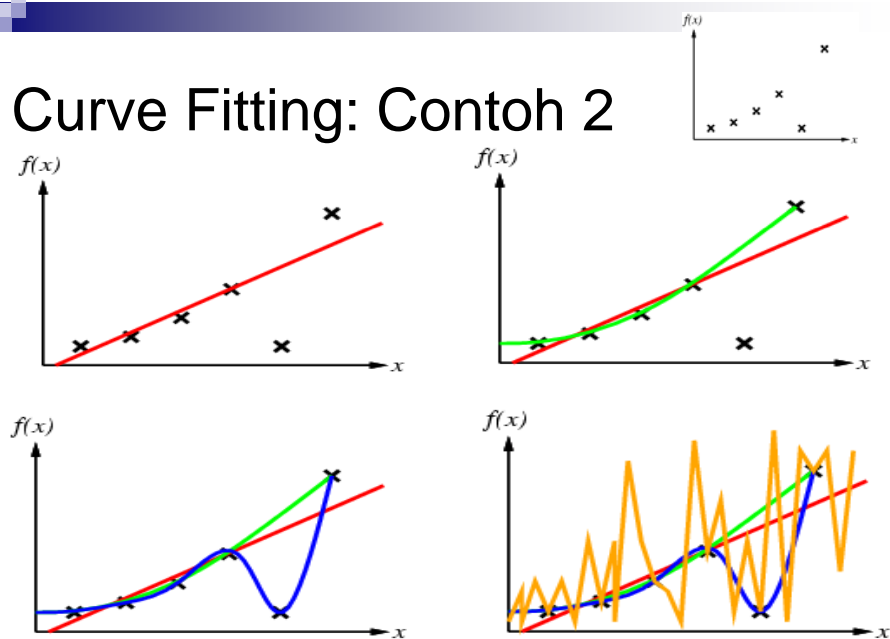 f(x)
x
Curve Fitting: Contoh 2
f(x)
x
f(x)
x
f(x)
x
f(x)
x